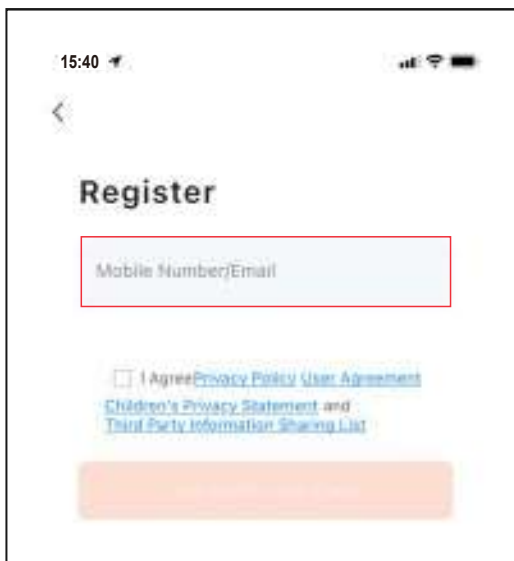 15:40
Register
Mobile Number/Email
I Agree Privacy Policy User Agreement
Children's Privacy Statement and
Third Party Information Sharing List